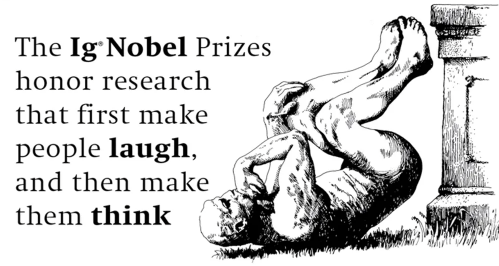 The Ig® Nobel Prizes
honor research
that first make
people laugh,
and then make
them think